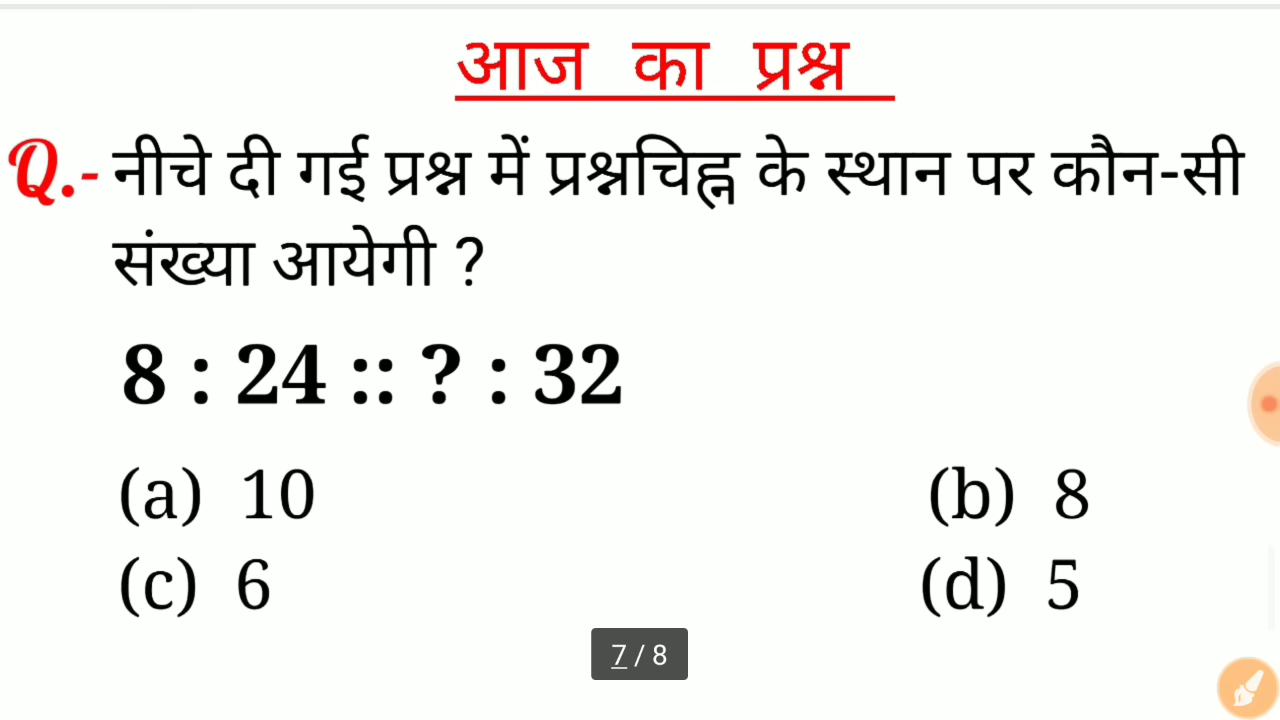 आज का प्रश्न
Q.- नीचे दी गई प्रश्न में प्रश्नचिह्न के स्थान पर कौन-सी
संख्या आयेगी ?
8 : 24 :: ? : 32
(a) 10 (b) 8
(c) 6 (d) 5
7 / 8